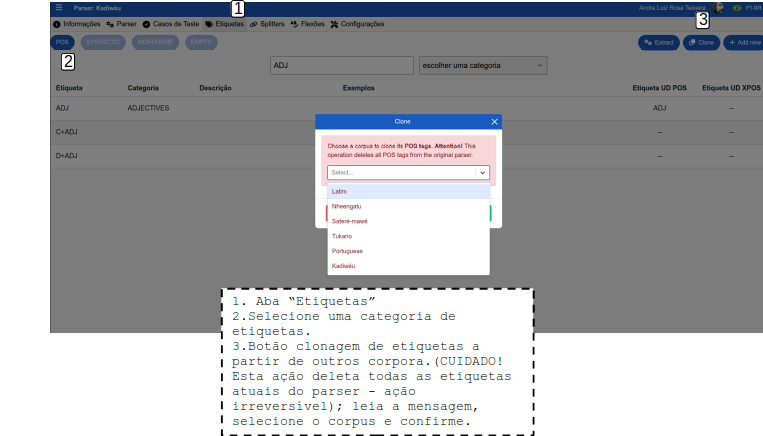 1
Parser: Kadiwéu
Andre Luiz Rosa Teixeira
PT-BR
Informações Parser Casos de Teste Etiquetas Splitters Flexões Configurações
3
POS SYNTACTIC MORPHEME EMPTY
Extract Clone + Add new
2
ADJ escolher uma categoria
Etiqueta Categoria Descrição Exemplos Etiqueta UD POS Etiqueta UD XPOS
ADJ ADJECTIVES ADJ --
C+ADJ -- --
D+ADJ -- --
Clone
Choose a corpus to clone its POS tags. Attention! This
operation deletes all POS tags from the original parser.
Select...
Latim
Nheengatu
Sateré-mawé
Tukano
Portuguese
Kadiwéu
1. Aba “Etiquetas”
2.Selecione uma categoria de
etiquetas.
3.Botão clonagem de etiquetas a
partir de outros corpora.(CUIDADO!
Esta ação deleta todas as etiquetas
atuais do parser - ação
irreversível); leia a mensagem,
selecione o corpus e confirme.